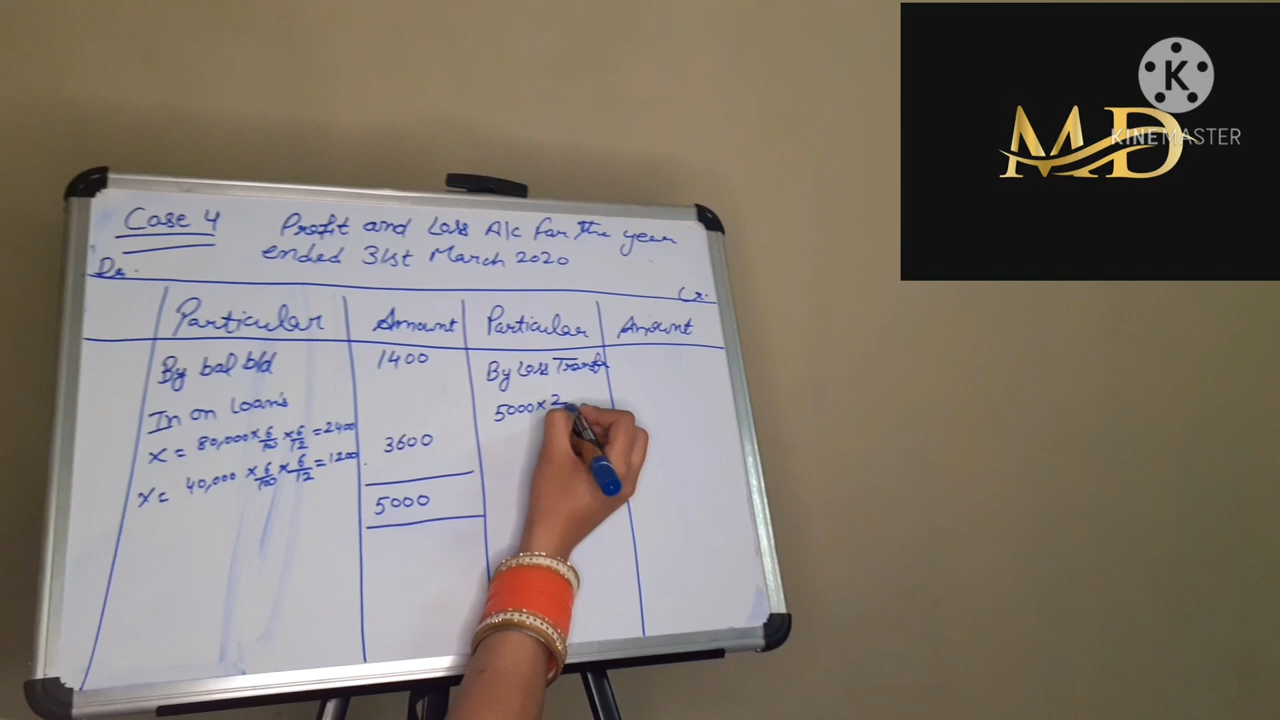 Case 4 Profit and Loss A/c for the year
ended 31st March 2020
Dr.
Cr.
Particular Amount Particular Amount
By bal b/d 1400 By Loss Transfr
In on Loan's
X = 80,000 x 6/100 x 6/12 = 2400
3600
5000 x 2
Y = 40,000 x 6/100 x 6/12 = 1200
5000
K
MD
KINEMASTER